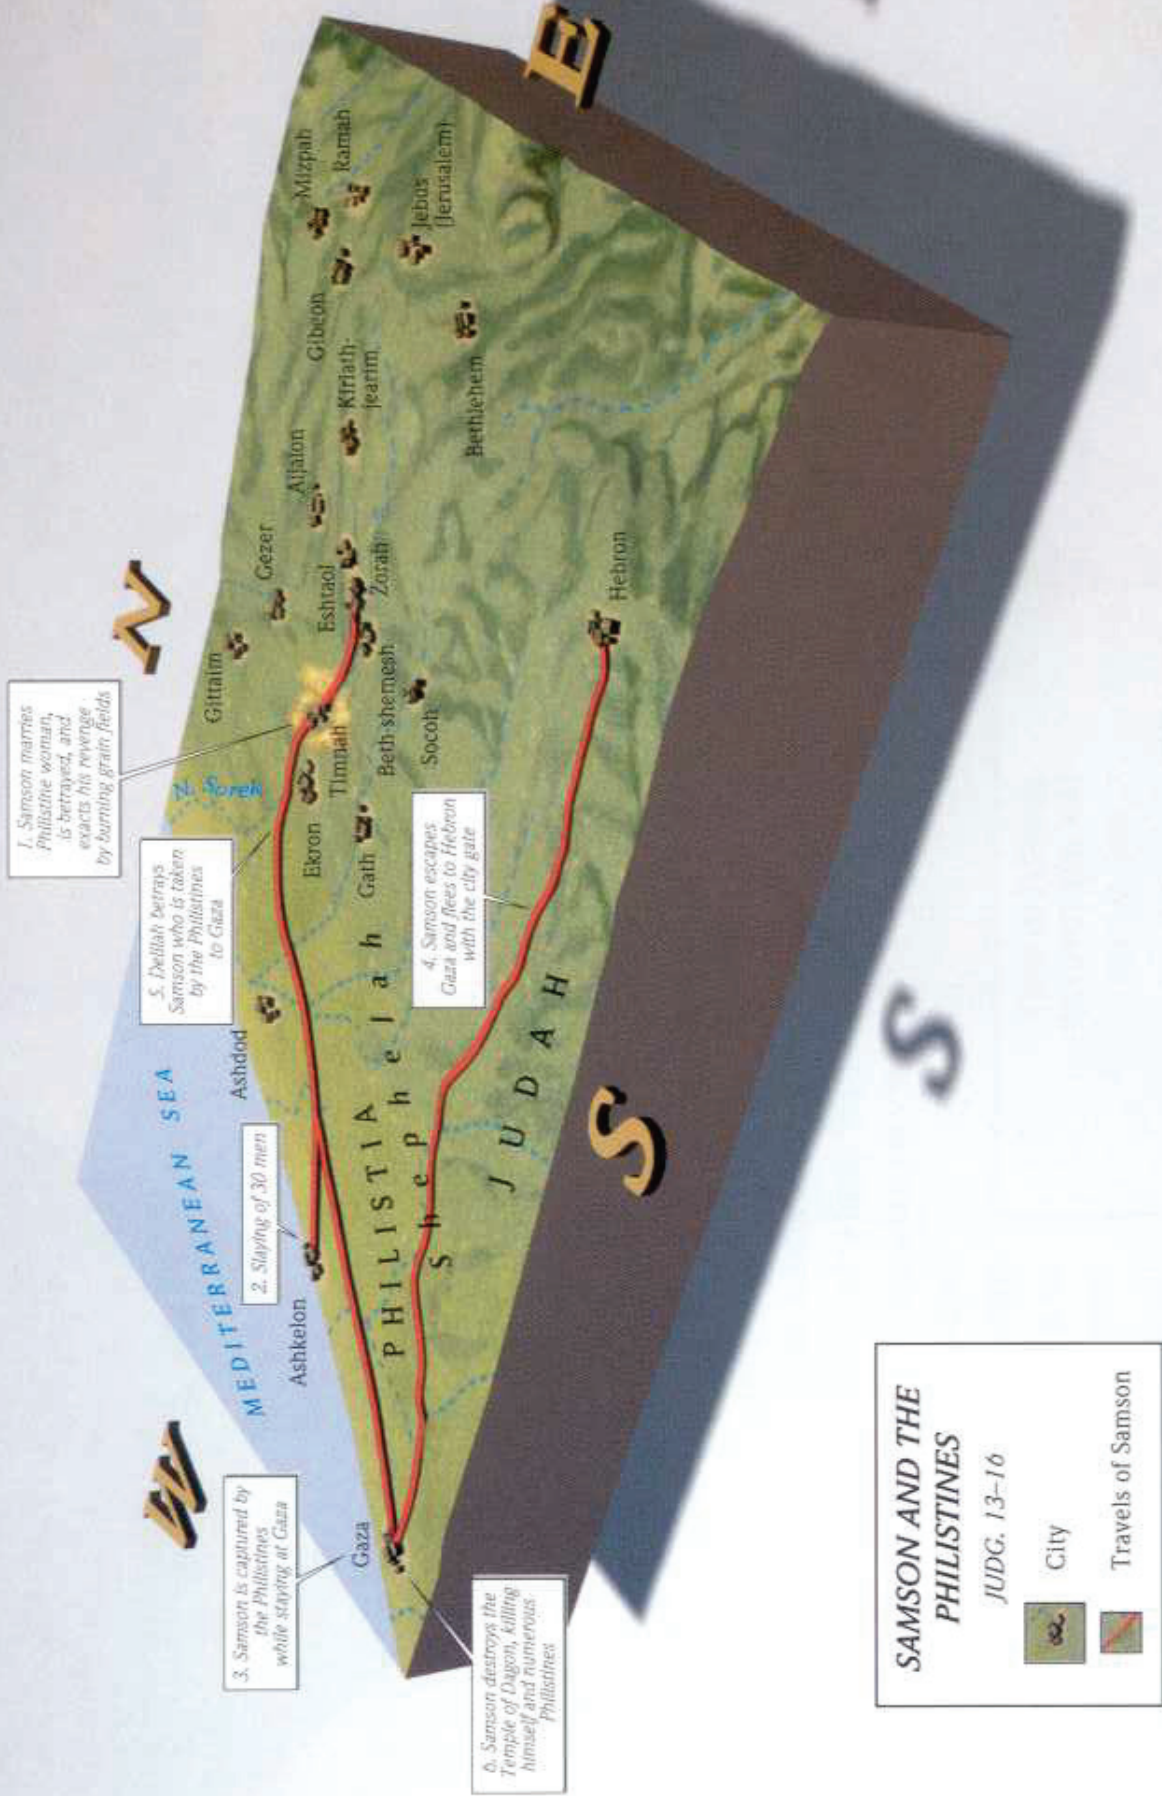 SAMSON AND THE
PHILISTINES
JUDG. 13–16
City
Travels of Samson
N
E
S
W
S
MEDITERRANEAN SEA
PHILISTIA
Shephelah
JUDAH
N. Sorek
1. Samson marries
Philistine woman,
is betrayed, and
exacts his revenge
by burning grain fields
2. Slaying of 30 men
3. Samson is captured by
the Philistines
while staying at Gaza
4. Samson escapes
Gaza and flees to Hebron
with the city gate
5. Delilah betrays
Samson who is taken
by the Philistines
to Gaza
6. Samson destroys the
Temple of Dagon, killing
himself and numerous
Philistines
Gaza
Ashkelon
Ashdod
Ekron
Gath
Timnah
Gittaim
Gezer
Eshtaol
Zorah
Beth-shemesh
Socoh
Aijalon
Kiriath-
jearim
Gibeon
Mizpah
Ramah
Jebus
(Jerusalem)
Bethlehem
Hebron